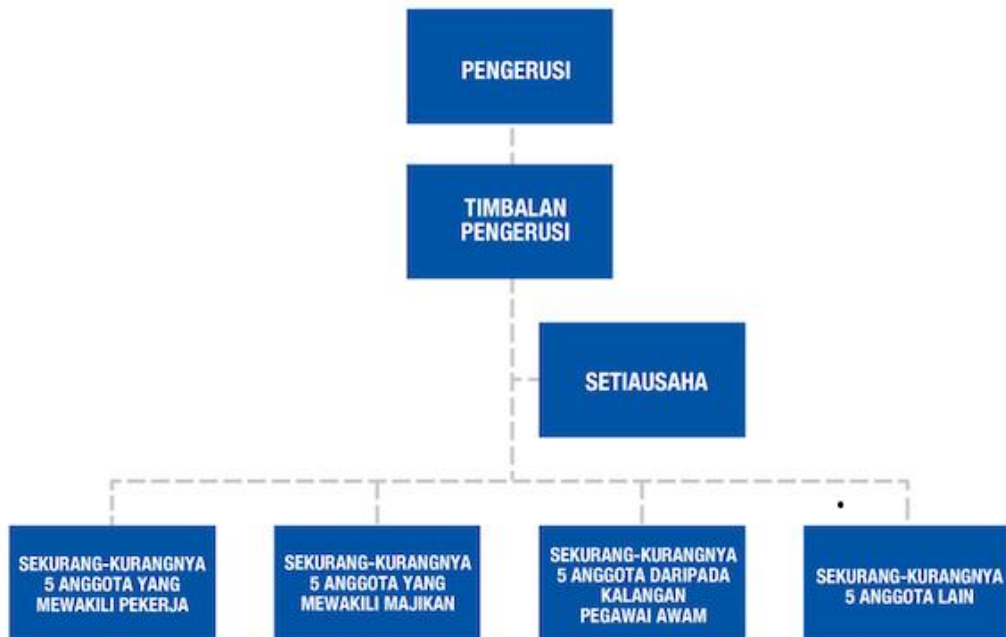 PENGERUSI
TIMBALAN
PENGERUSI
SETIAUSAHA
SEKURANG-KURANGNYA
5 ANGGOTA YANG
MEWAKILI PEKERJA
SEKURANG-KURANGNYA
5 ANGGOTA YANG
MEWAKILI MAJIKAN
SEKURANG-KURANGNYA
5 ANGGOTA DARIPADA
KALANGAN
PEGAWAI AWAM
SEKURANG-KURANGNYA
5 ANGGOTA LAIN